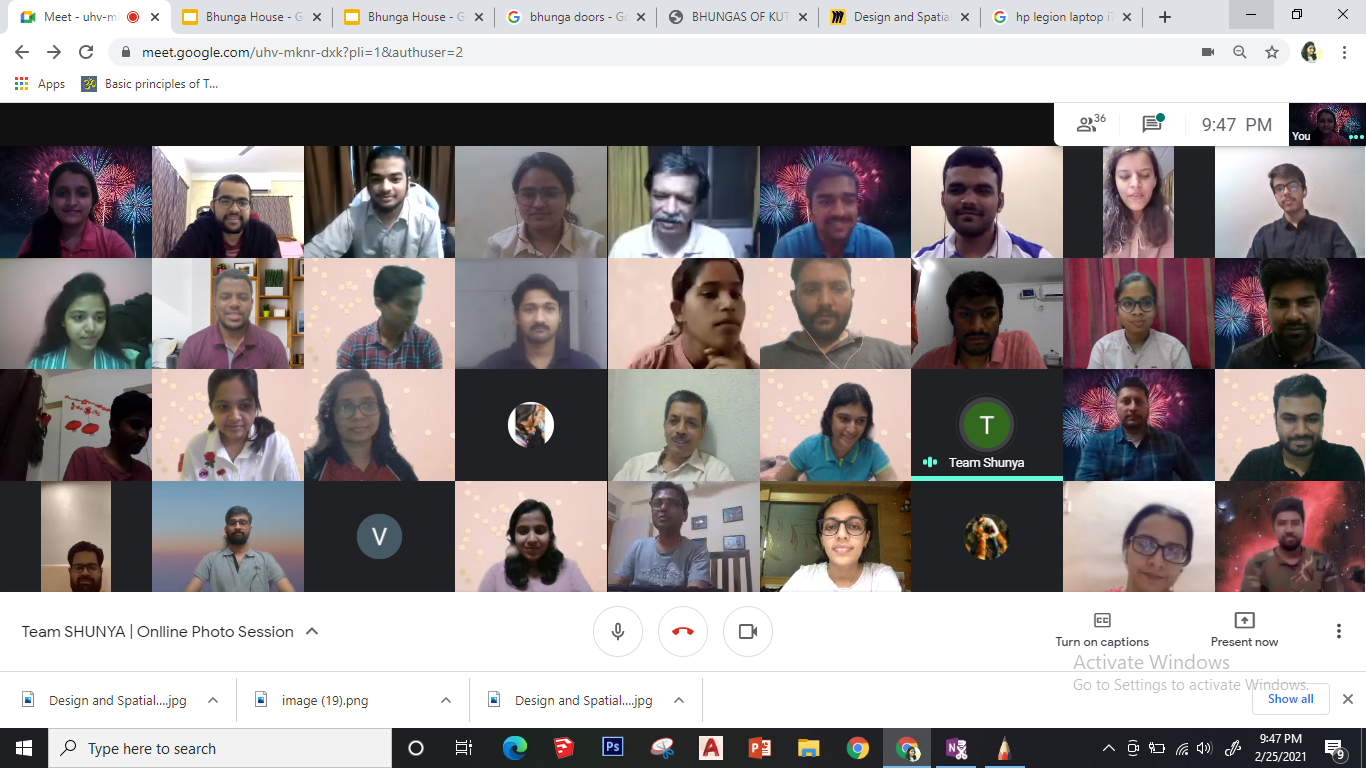 Meet - uhv-mk
Bhunga House - G
Bhunga House - G
bhunga doors - Go
BHUNGAS OF KUT
Design and Spatia
hp legion laptop i7
meet.google.com/uhv-mknr-dxk?pli=1&authuser=2
Apps
Basic principles of T...
36
9:47 PM
You
T
Team Shunya
V
Team SHUNYA | Onlline Photo Session
Turn on captions
Present now
Activate Windows
Go to Settings to activate Windows.
Design and Spatial....jpg
image (19).png
Design and Spatial....jpg
Show all
Type here to search
Ps
A
9:47 PM
2/25/2021
9